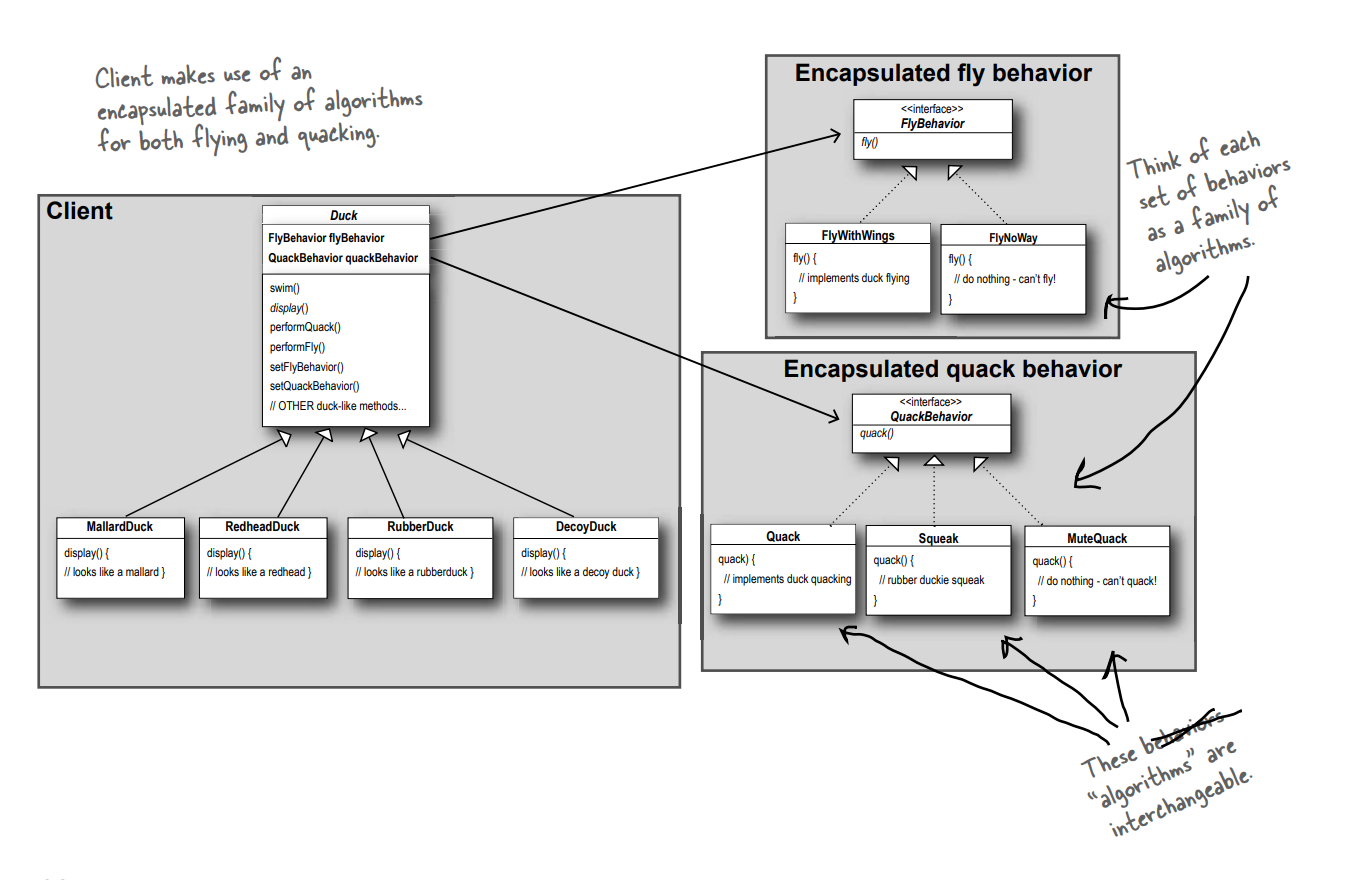 Client makes use of an
encapsulated family of algorithms
for both flying and quacking.
Client
Duck
FlyBehavior flyBehavior
QuackBehavior quackBehavior
swim()
display()
performQuack()
performFly()
setFlyBehavior()
setQuackBehavior()
// OTHER duck-like methods...
MallardDuck
display() {
// looks like a mallard }
RedheadDuck
display() {
// looks like a redhead }
RubberDuck
display() {
// looks like a rubberduck }
DecoyDuck
display() {
// looks like a decoy duck }
Encapsulated fly behavior
<<interface>>
FlyBehavior
fly()
FlyWithWings
fly() {
// implements duck flying
}
FlyNoWay
fly() {
// do nothing - can't fly!
}
Think of each
set of behaviors
as a family of
algorithms.
Encapsulated quack behavior
<<interface>>
QuackBehavior
quack()
Quack
quack) {
// implements duck quacking
}
Squeak
quack() {
// rubber duckie squeak
}
MuteQuack
quack() {
// do nothing - can't quack!
}
These behaviors
“algorithms” are
interchangeable.